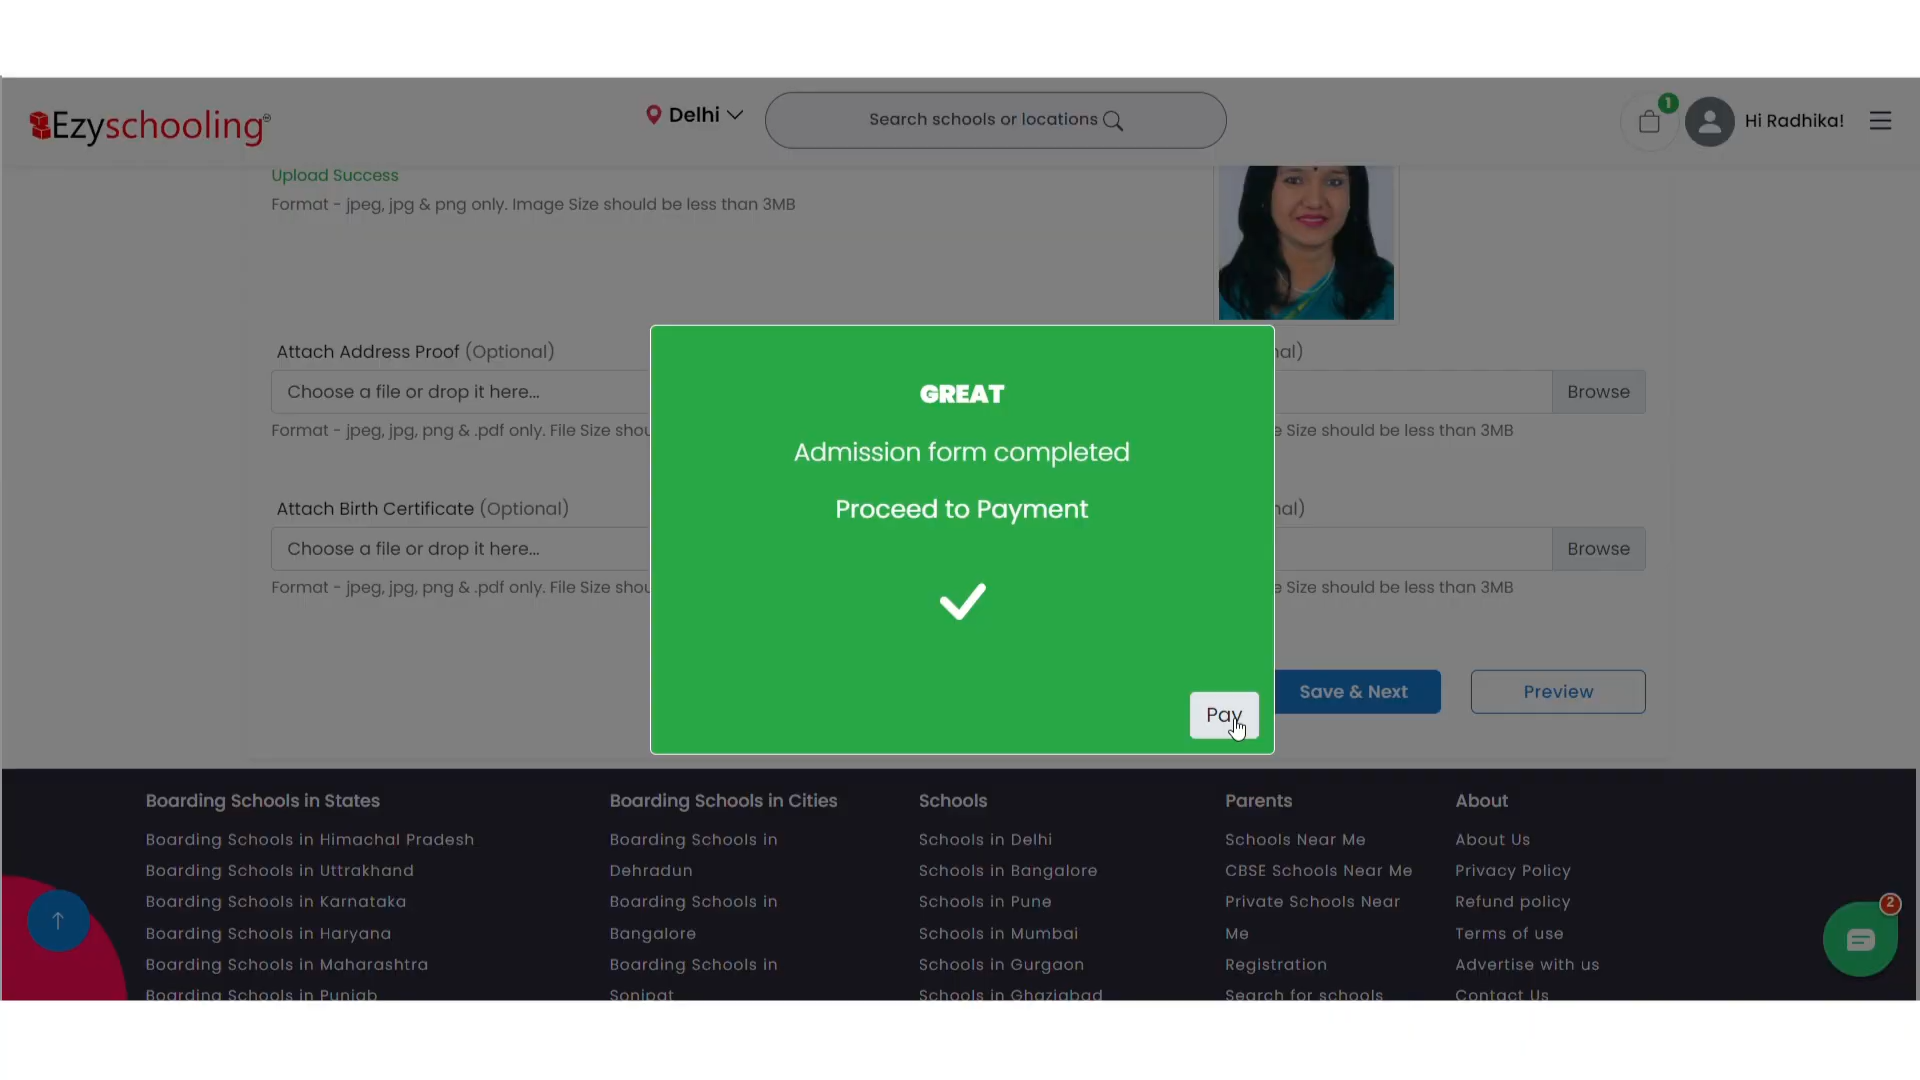 Ezyschooling®
Delhi
Search schools or locations
1
Hi Radhika!
Upload Success
Format - jpeg, jpg & png only. Image Size should be less than 3MB
Attach Address Proof (Optional)
nal)
Choose a file or drop it here...
Browse
Format - jpeg, jpg, png & .pdf only. File Size shou
e Size should be less than 3MB
GREAT
Admission form completed
Proceed to Payment
Attach Birth Certificate (Optional)
nal)
Choose a file or drop it here...
Browse
Format - jpeg, jpg, png & .pdf only. File Size shou
e Size should be less than 3MB
Pay
Save & Next
Preview
Boarding Schools in States
Boarding Schools in Himachal Pradesh
Boarding Schools in Uttrakhand
Boarding Schools in Karnataka
Boarding Schools in Haryana
Boarding Schools in Maharashtra
Boarding Schools in Punjab
Boarding Schools in Cities
Boarding Schools in
Dehradun
Boarding Schools in
Bangalore
Boarding Schools in
Sonipat
Schools
Schools in Delhi
Schools in Bangalore
Schools in Pune
Schools in Mumbai
Schools in Gurgaon
Schools in Ghaziabad
Parents
Schools Near Me
CBSE Schools Near Me
Private Schools Near
Me
Registration
Search for schools
About
About Us
Privacy Policy
Refund policy
Terms of use
Advertise with us
Contact Us
2